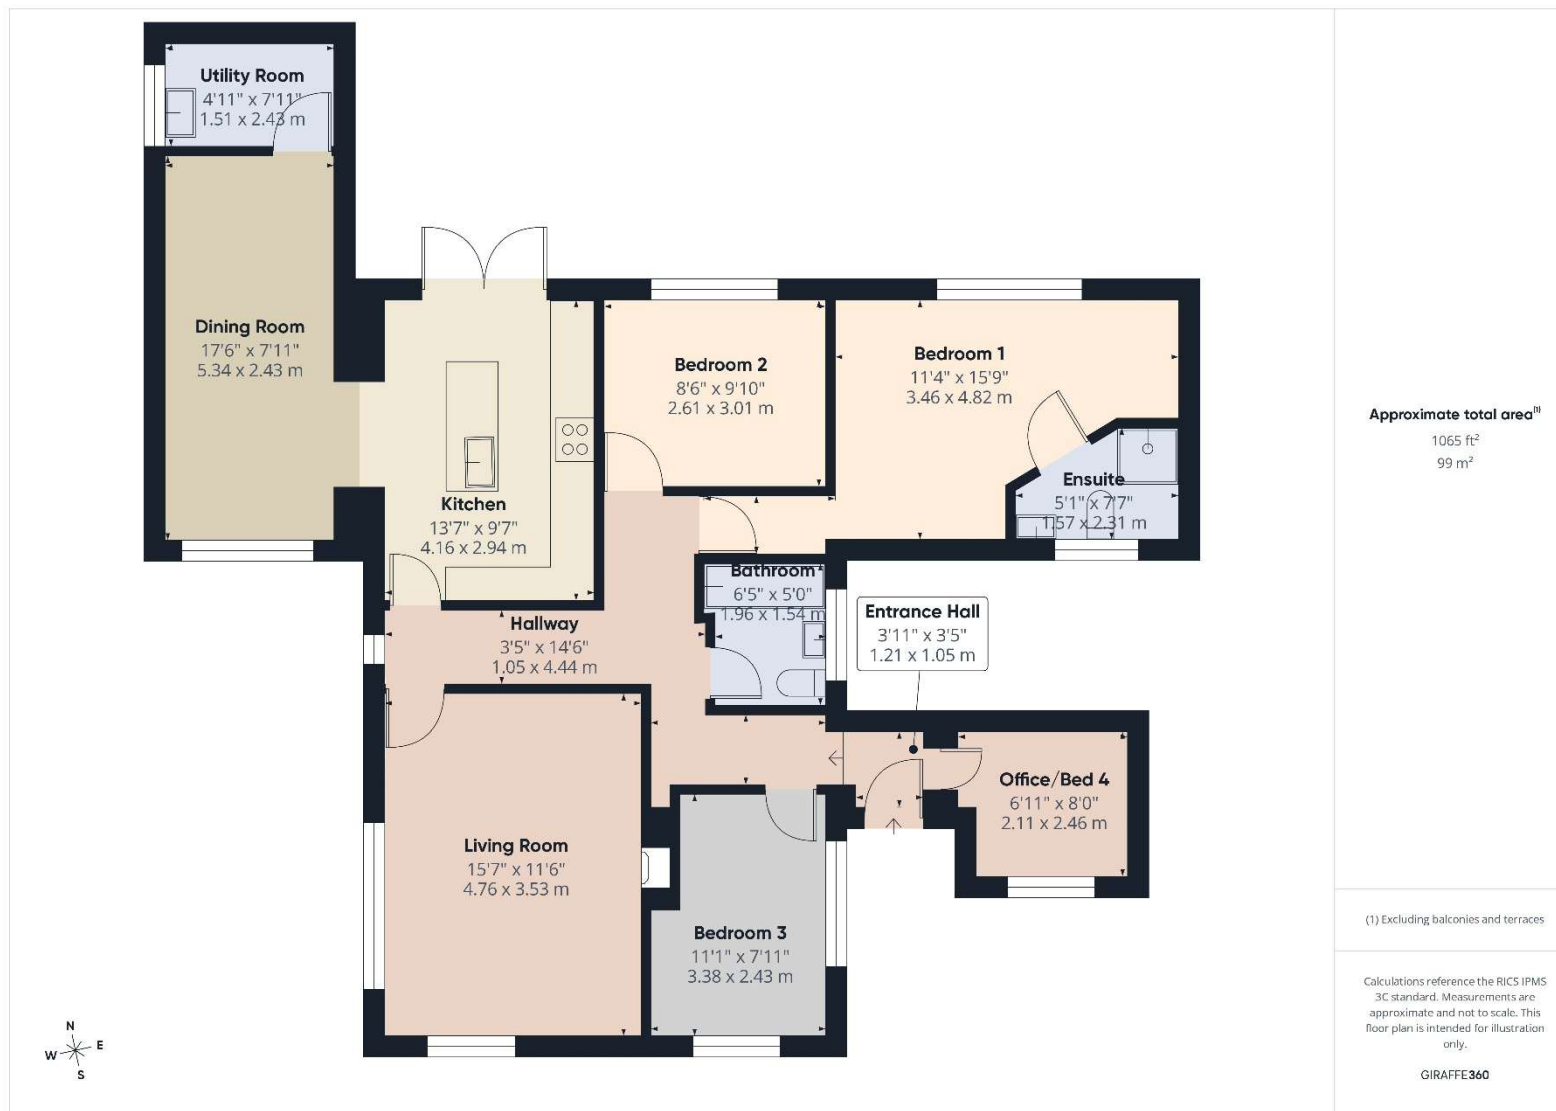 Utility Room
4'11" x 7'11"
1.51 x 2.43 m
Dining Room
17'6" x 7'11"
5.34 x 2.43 m
Kitchen
13'7" x 9'7"
4.16 x 2.94 m
Bedroom 2
8'6" x 9'10"
2.61 x 3.01 m
Bedroom 1
11'4" x 15'9"
3.46 x 4.82 m
Ensuite
5'1" x 7'7"
1.57 x 2.31 m
Bathroom
6'5" x 5'0"
1.96 x 1.54 m
Hallway
3'5" x 14'6"
1.05 x 4.44 m
Entrance Hall
3'11" x 3'5"
1.21 x 1.05 m
Office/Bed 4
6'11" x 8'0"
2.11 x 2.46 m
Living Room
15'7" x 11'6"
4.76 x 3.53 m
Bedroom 3
11'1" x 7'11"
3.38 x 2.43 m
N
W E
S
Approximate total area(1)
1065 ft²
99 m²
(1) Excluding balconies and terraces
Calculations reference the RICS IPMS
3C standard. Measurements are
approximate and not to scale. This
floor plan is intended for illustration
only.
GIRAFFE360